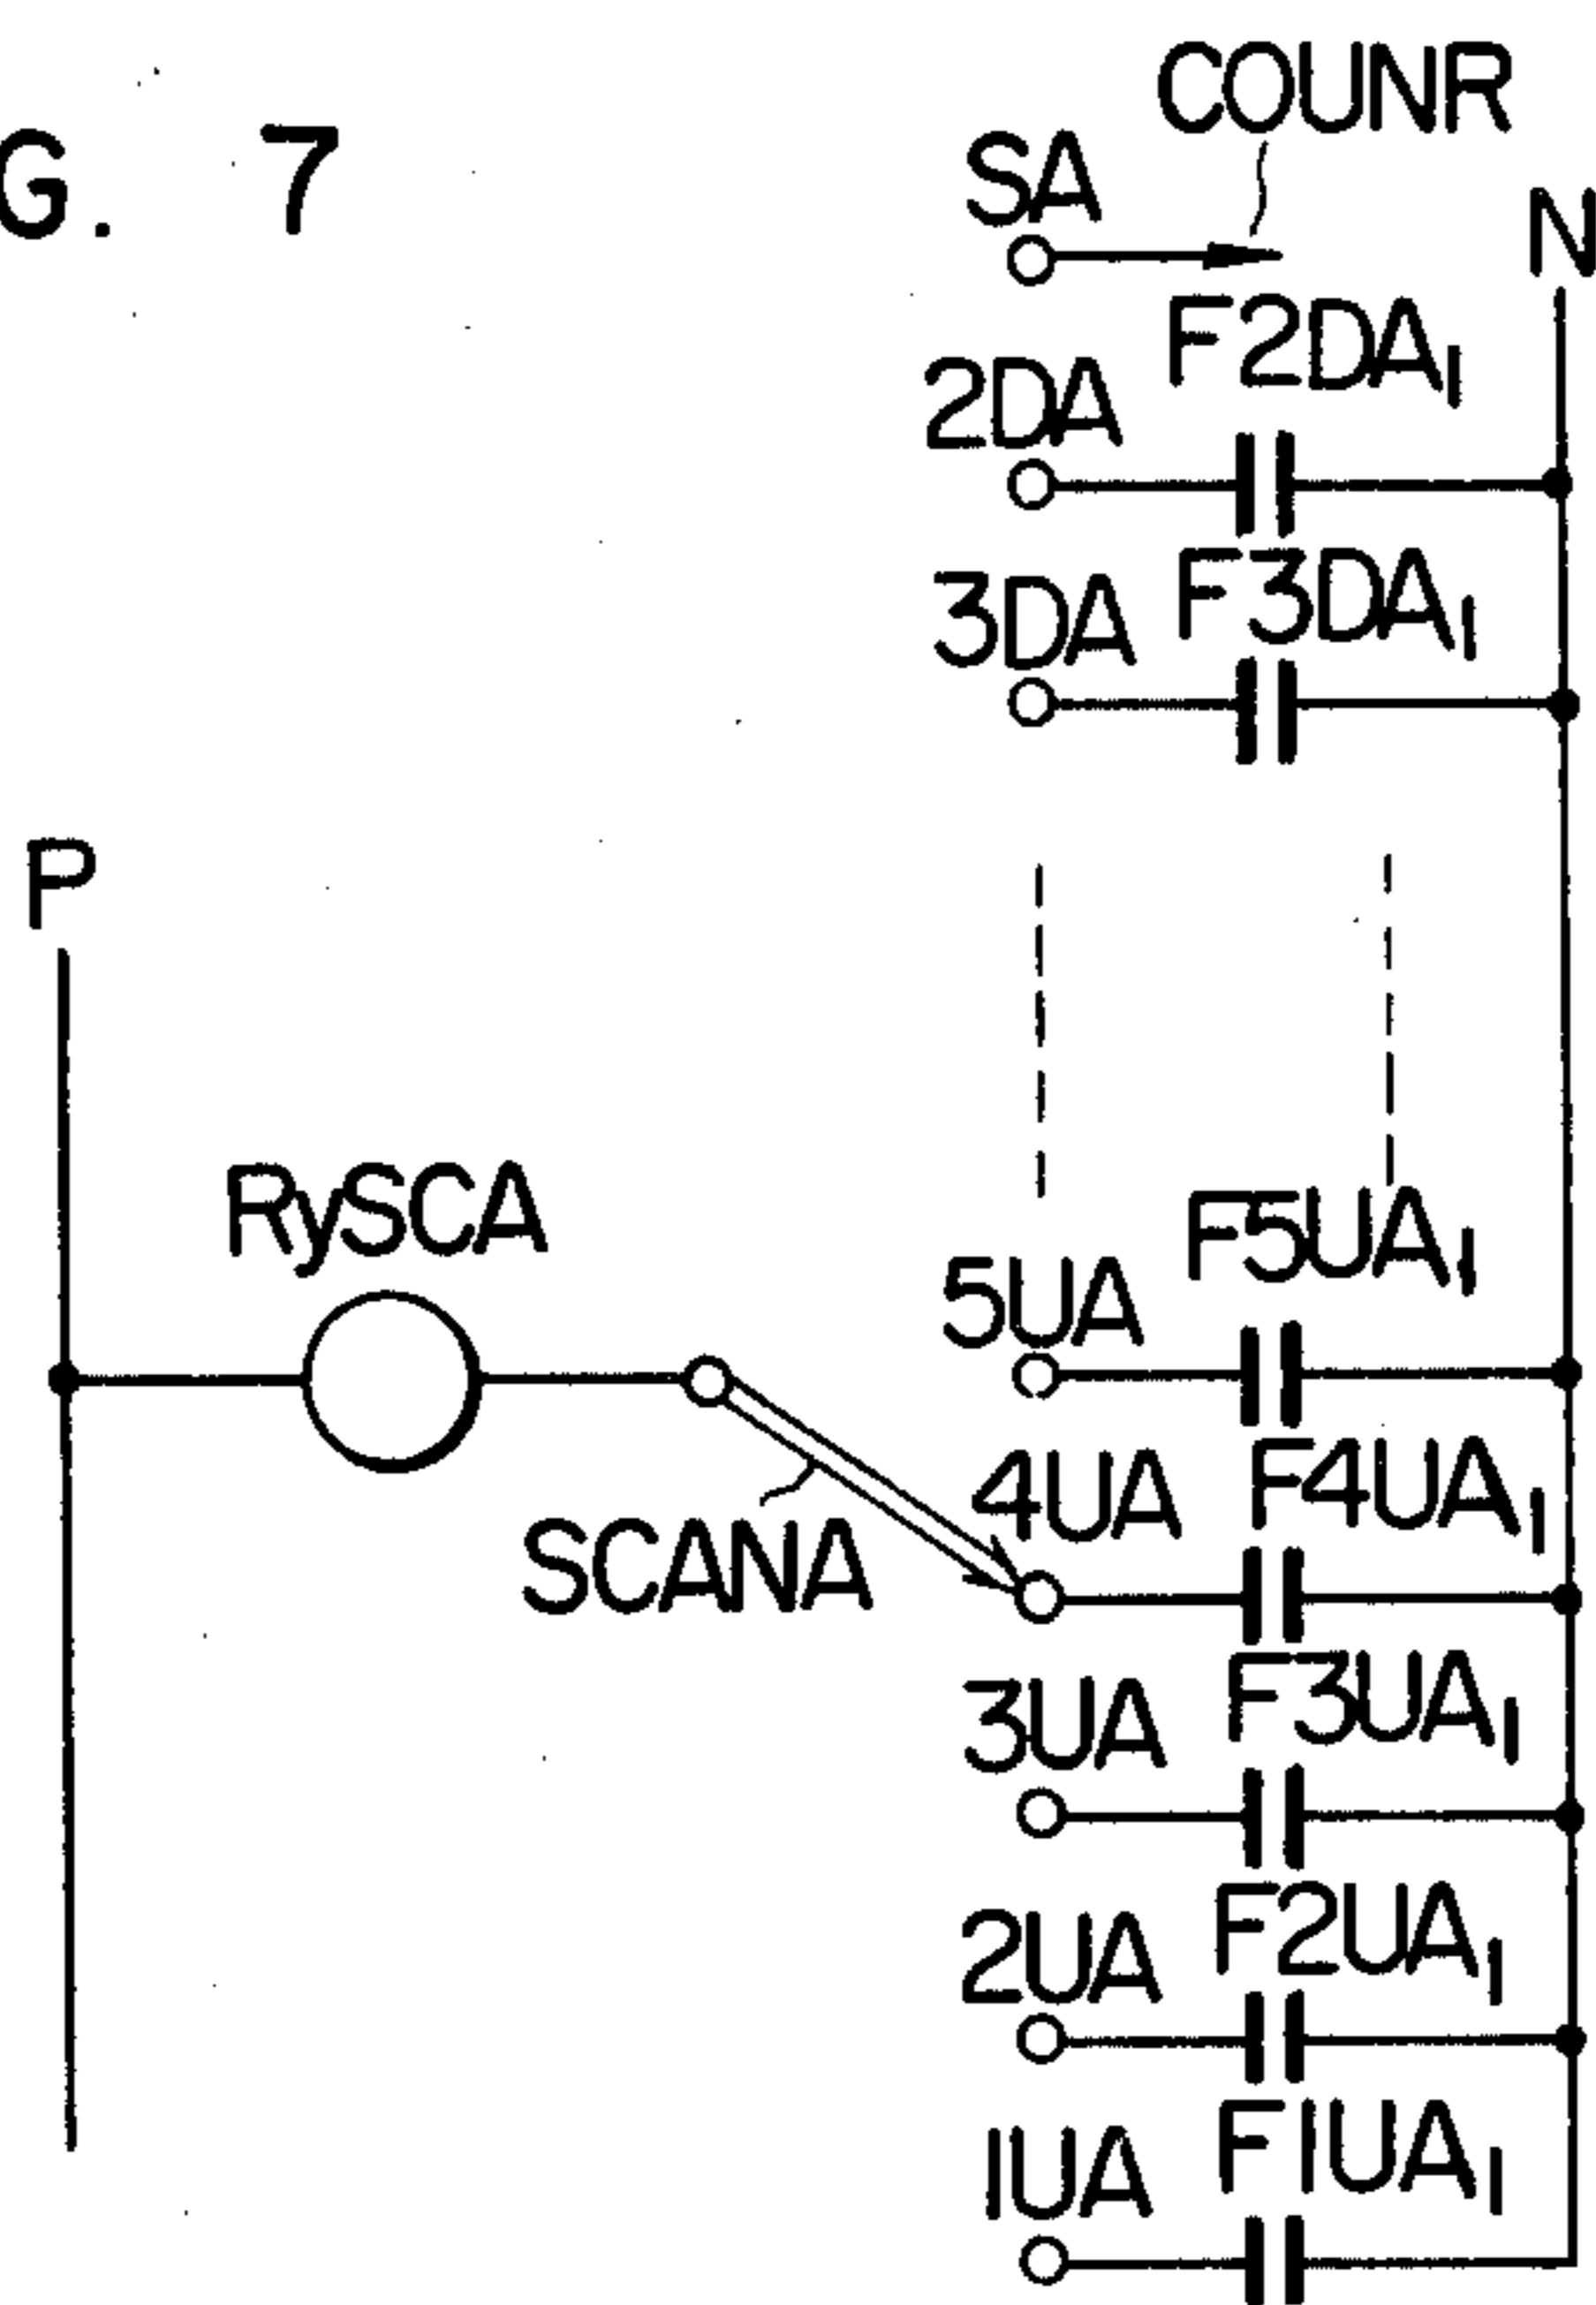 G. 7
COUNR
SA
N
F2DA₁
2DA
F3DA₁
3DA
P
RySCA
F5UA₁
5UA
F4UA₁
4UA
SCANA
F3UA₁
3UA
F2UA₁
2UA
F1UA₁
1UA